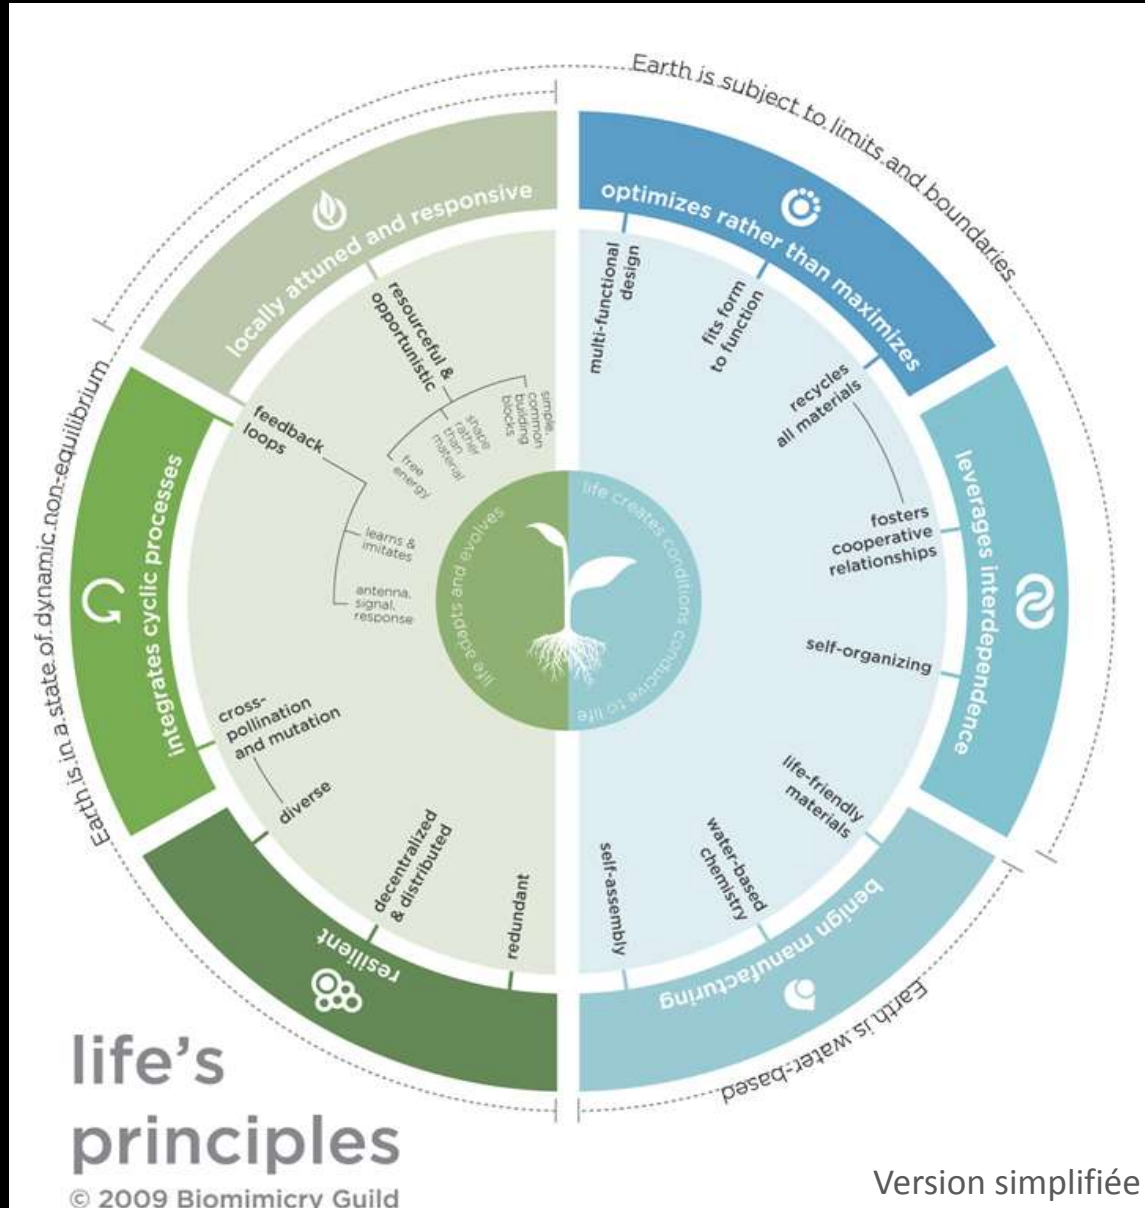 Earth is subject to limits and boundaries
locally attuned and responsive
optimizes rather than maximizes
resourceful &
opportunistic
simple,
common
building
blocks
shape
rather
than
material
free
energy
multi-functional
design
fits form
to function
recycles
all materials
feedback
loops
learns &
imitates
antenna,
signal,
response
fosters
cooperative
relationships
leverages interdependence
integrates cyclic processes
Earth is in a state of dynamic non-equilibrium
life adapts and evolves
life creates conditions conducive to life
self-organizing
cross-
pollination
and mutation
diverse
decentralized
& distributed
redundant
self-assembly
water-based
chemistry
life-friendly
materials
resilient
benign manufacturing
Earth is water-based
life's
principles
© 2009 Biomimicry Guild
Version simplifiée